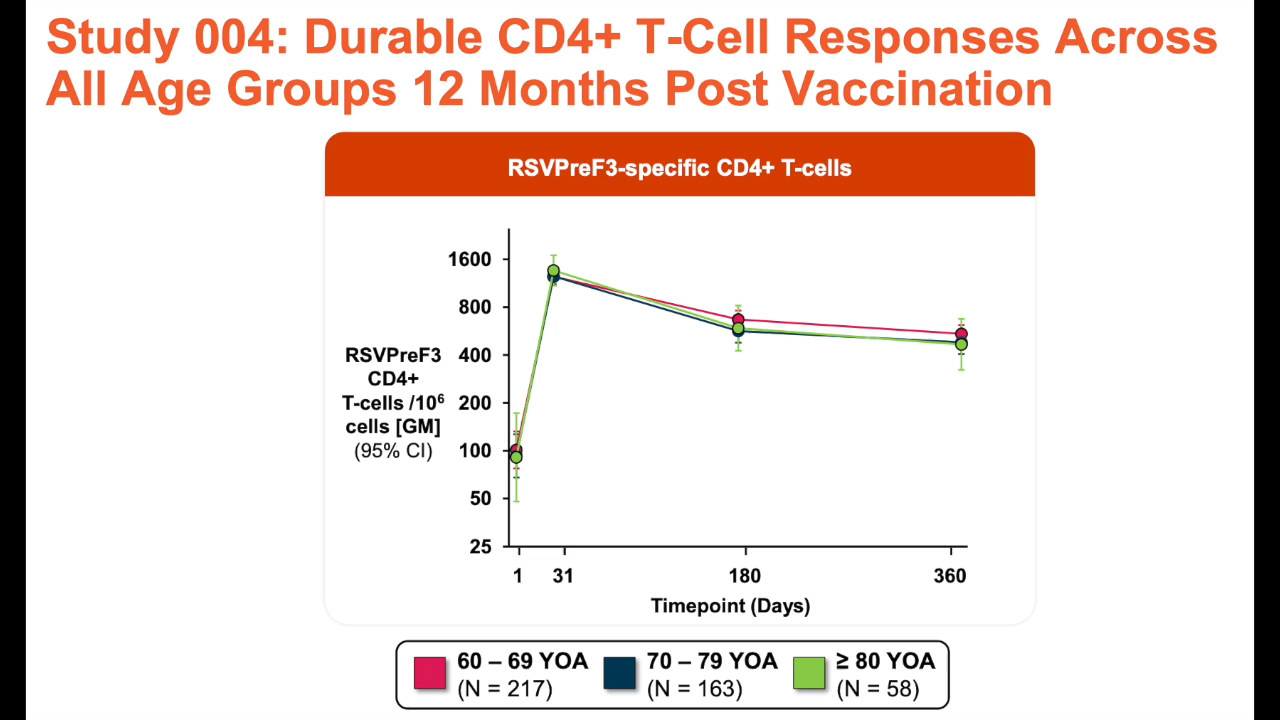 Study 004: Durable CD4+ T-Cell Responses Across
All Age Groups 12 Months Post Vaccination
RSVPreF3-specific CD4+ T-cells
RSVPreF3
CD4+
T-cells /10⁶
cells [GM]
(95% CI)
1600
800
400
200
100
50
25
1 31 180 360
Timepoint (Days)
60 – 69 YOA
(N = 217)
70 – 79 YOA
(N = 163)
≥ 80 YOA
(N = 58)